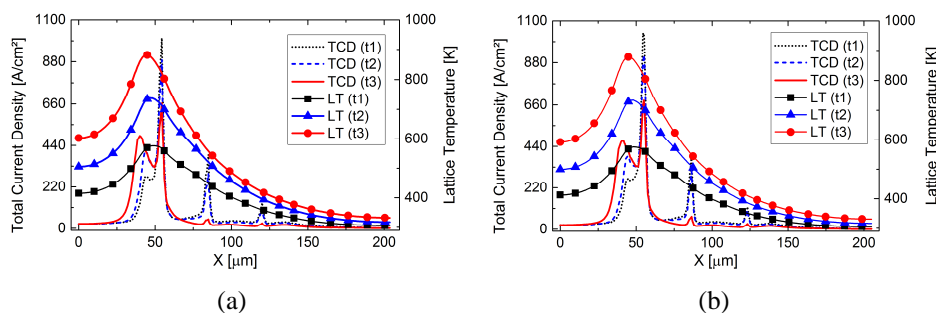 1100
880
660
440
220
0
Total Current Density [A/cm²]
TCD (t1)
TCD (t2)
TCD (t3)
LT (t1)
LT (t2)
LT (t3)
1000
800
600
400
Lattice Temperature [K]
0 50 100 150 200
X [μm]
(a)
1100
880
660
440
220
0
Total Current Density [A/cm²]
TCD (t1)
TCD (t2)
TCD (t3)
LT (t1)
LT (t2)
LT (t3)
1000
800
600
400
Lattice Temperature [K]
0 50 100 150 200
X [μm]
(b)